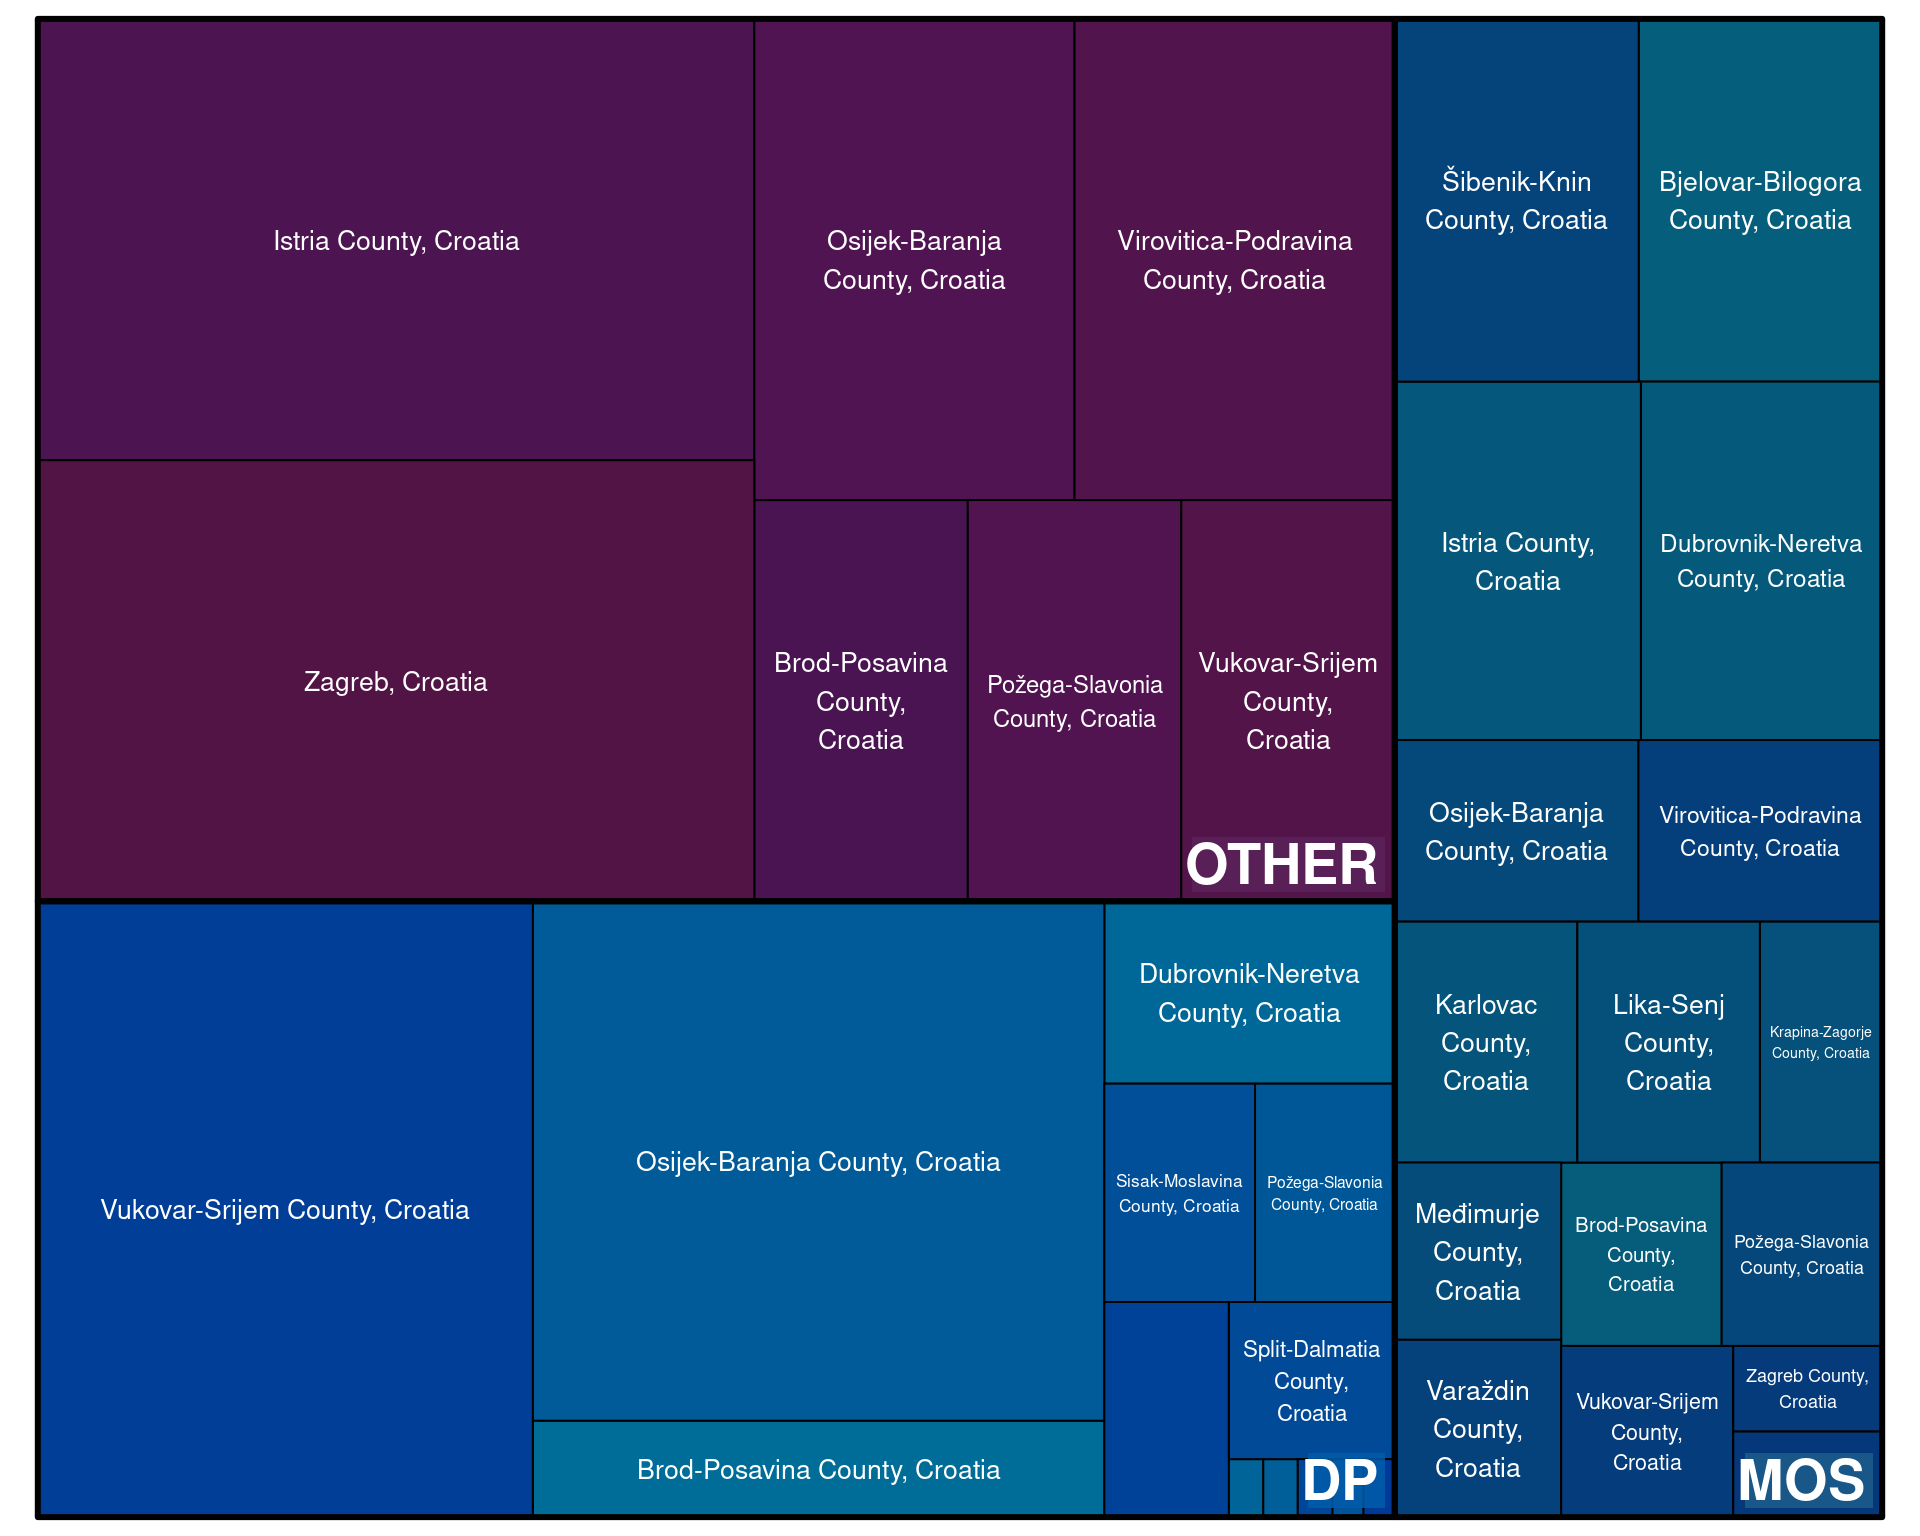 Istria County, Croatia
Osijek-Baranja
County, Croatia
Virovitica-Podravina
County, Croatia
Zagreb, Croatia
Brod-Posavina
County,
Croatia
Požega-Slavonia
County, Croatia
Vukovar-Srijem
County,
Croatia
OTHER
Vukovar-Srijem County, Croatia
Osijek-Baranja County, Croatia
Brod-Posavina County, Croatia
Dubrovnik-Neretva
County, Croatia
Sisak-Moslavina
County, Croatia
Požega-Slavonia
County, Croatia
Split-Dalmatia
County,
Croatia
DP
Šibenik-Knin
County, Croatia
Bjelovar-Bilogora
County, Croatia
Istria County,
Croatia
Dubrovnik-Neretva
County, Croatia
Osijek-Baranja
County, Croatia
Virovitica-Podravina
County, Croatia
Karlovac
County,
Croatia
Lika-Senj
County,
Croatia
Krapina-Zagorje
County, Croatia
Međimurje
County,
Croatia
Brod-Posavina
County,
Croatia
Požega-Slavonia
County, Croatia
Varaždin
County,
Croatia
Vukovar-Srijem
County,
Croatia
Zagreb County,
Croatia
MOS